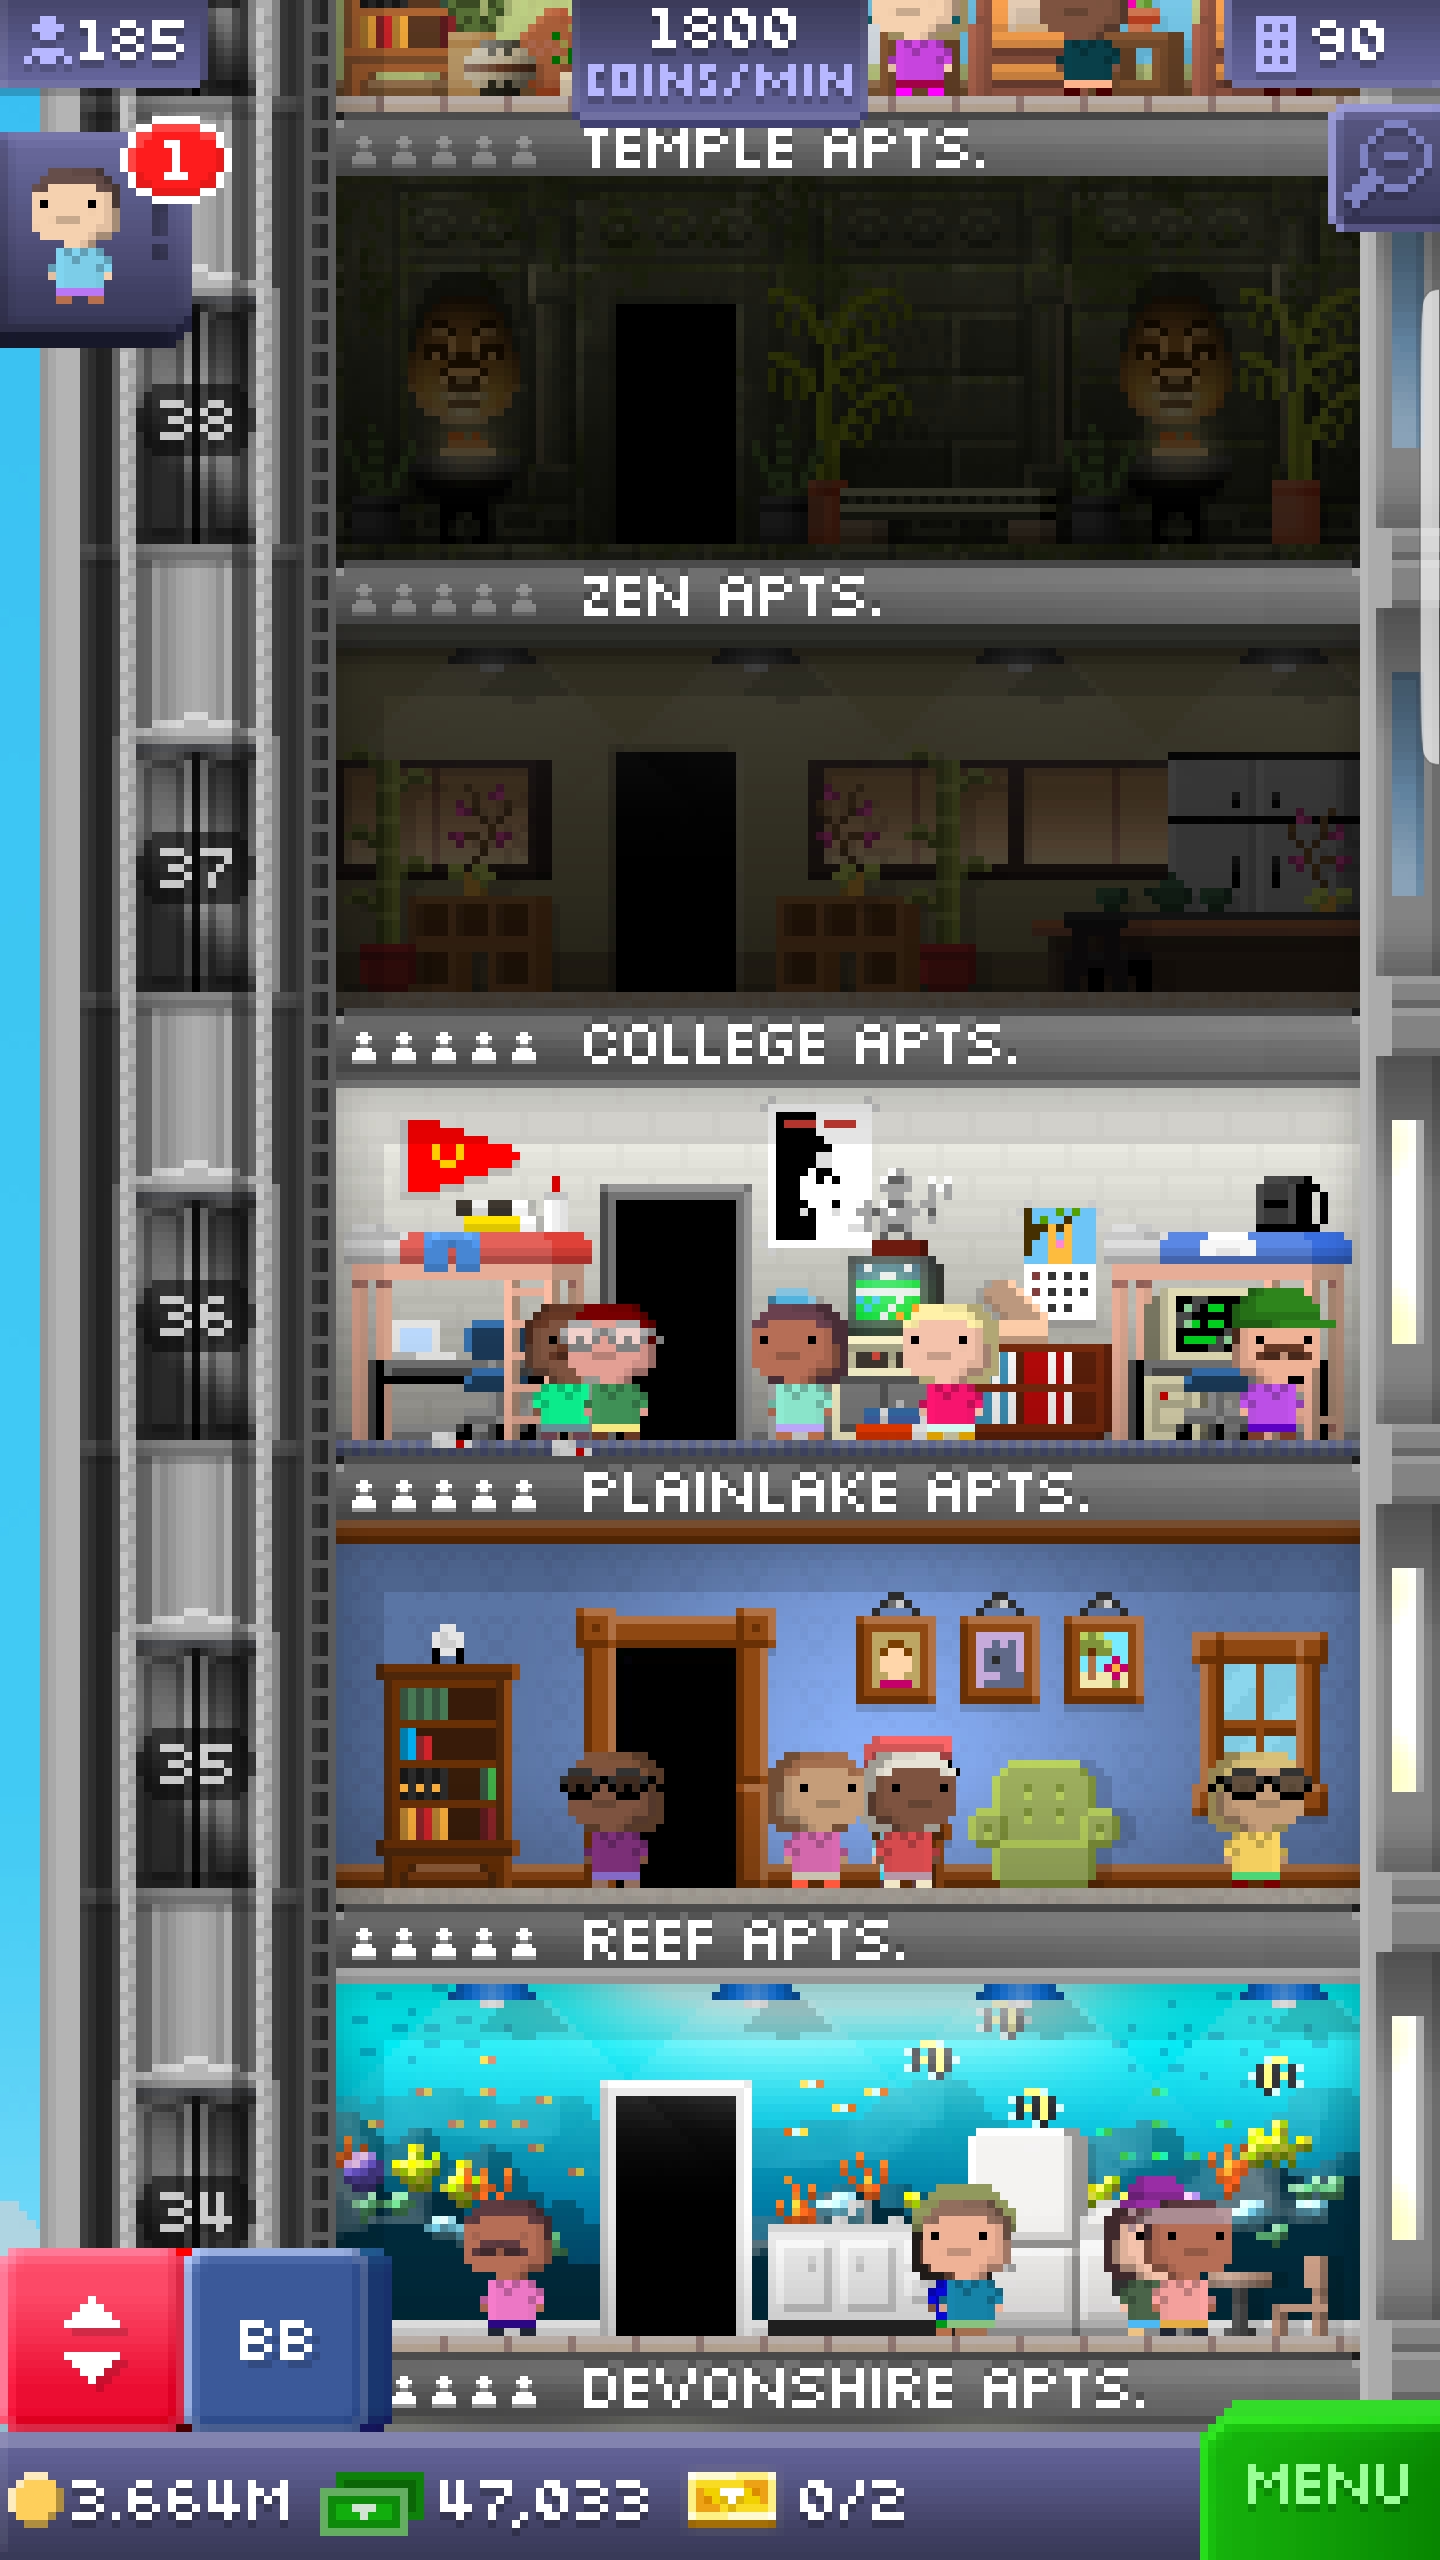 185
1800
COINS/MIN
90
1
TEMPLE APTS.
38
ZEN APTS.
37
COLLEGE APTS.
36
PLAINLAKE APTS.
35
REEF APTS.
34
BB
DEVONSHIRE APTS.
3.664M
47,033
0/2
MENU